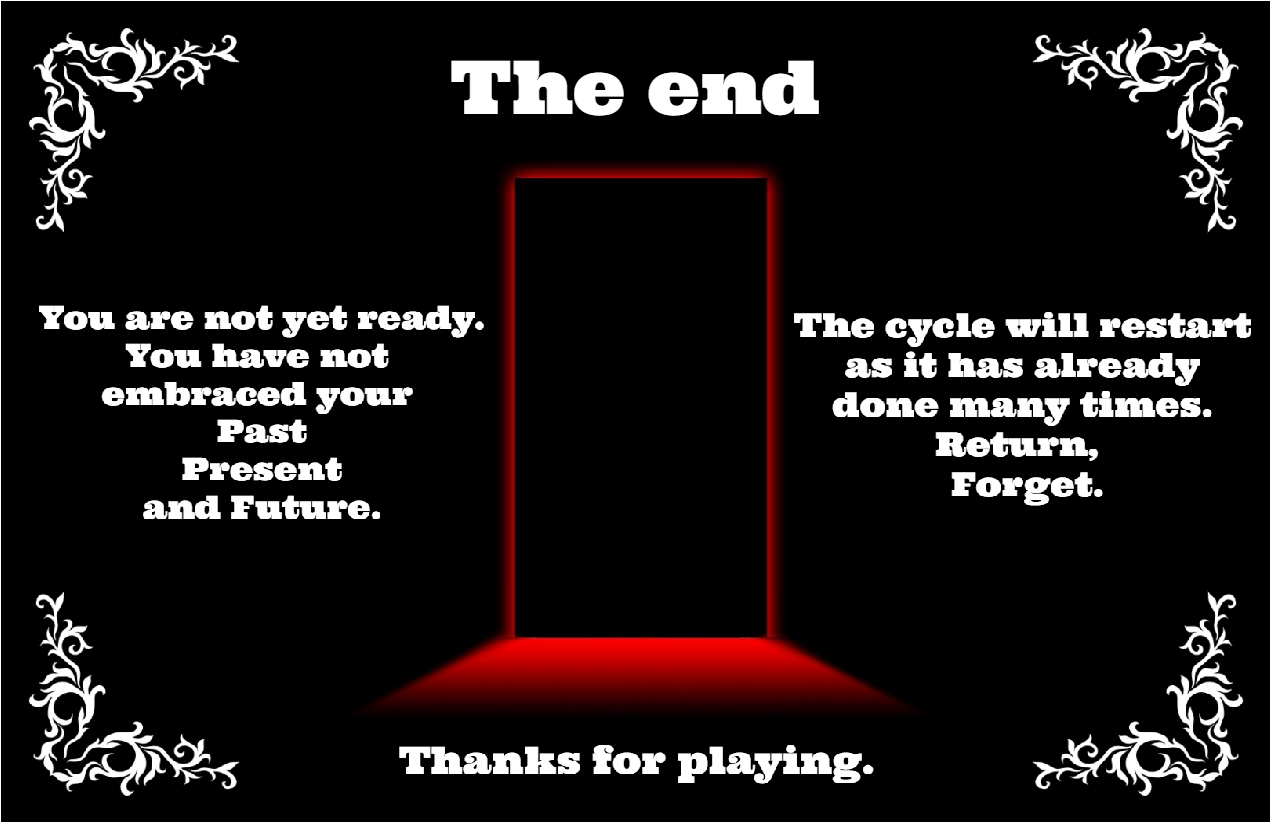 The end
You are not yet ready.
You have not
embraced your
Past
Present
and Future.
The cycle will restart
as it has already
done many times.
Return,
Forget.
Thanks for playing.